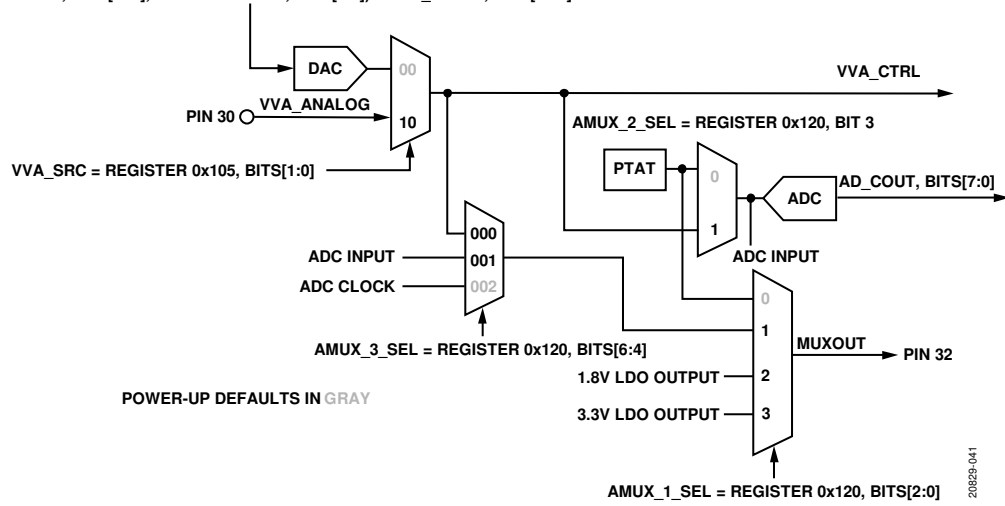 DAC
00
VVA_CTRL
VVA_ANALOG
PIN 30
10
AMUX_2_SEL = REGISTER 0x120, BIT 3
VVA_SRC = REGISTER 0x105, BITS[1:0]
PTAT
0
AD_COUT, BITS[7:0]
ADC
1
000
ADC INPUT
001
ADC INPUT
ADC CLOCK
002
0
1
MUXOUT
PIN 32
AMUX_3_SEL = REGISTER 0x120, BITS[6:4]
1.8V LDO OUTPUT
2
POWER-UP DEFAULTS IN GRAY
3.3V LDO OUTPUT
3
AMUX_1_SEL = REGISTER 0x120, BITS[2:0]
20829-041